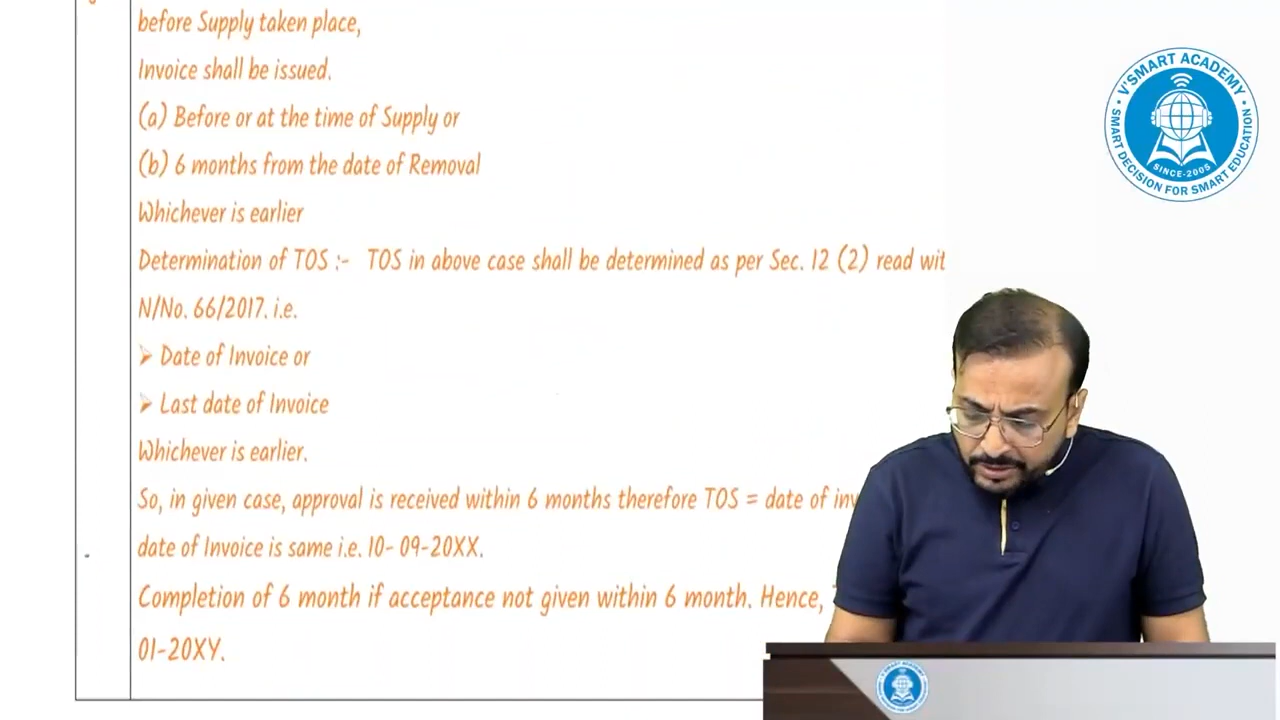 before Supply taken place,
Invoice shall be issued.
(a) Before or at the time of Supply or
(b) 6 months from the date of Removal
Whichever is earlier
Determination of TOS :- TOS in above case shall be determined as per Sec. 12 (2) read wit
N/No. 66/2017. i.e.
➢ Date of Invoice or
➢ Last date of Invoice
Whichever is earlier.
So, in given case, approval is received within 6 months therefore TOS = date of inv
date of Invoice is same i.e. 10- 09-20XX.
Completion of 6 month if acceptance not given within 6 month. Hence,
01-20XY.
V'SMART ACADEMY
SINCE-2005
SMART DECISION FOR SMART EDUCATION